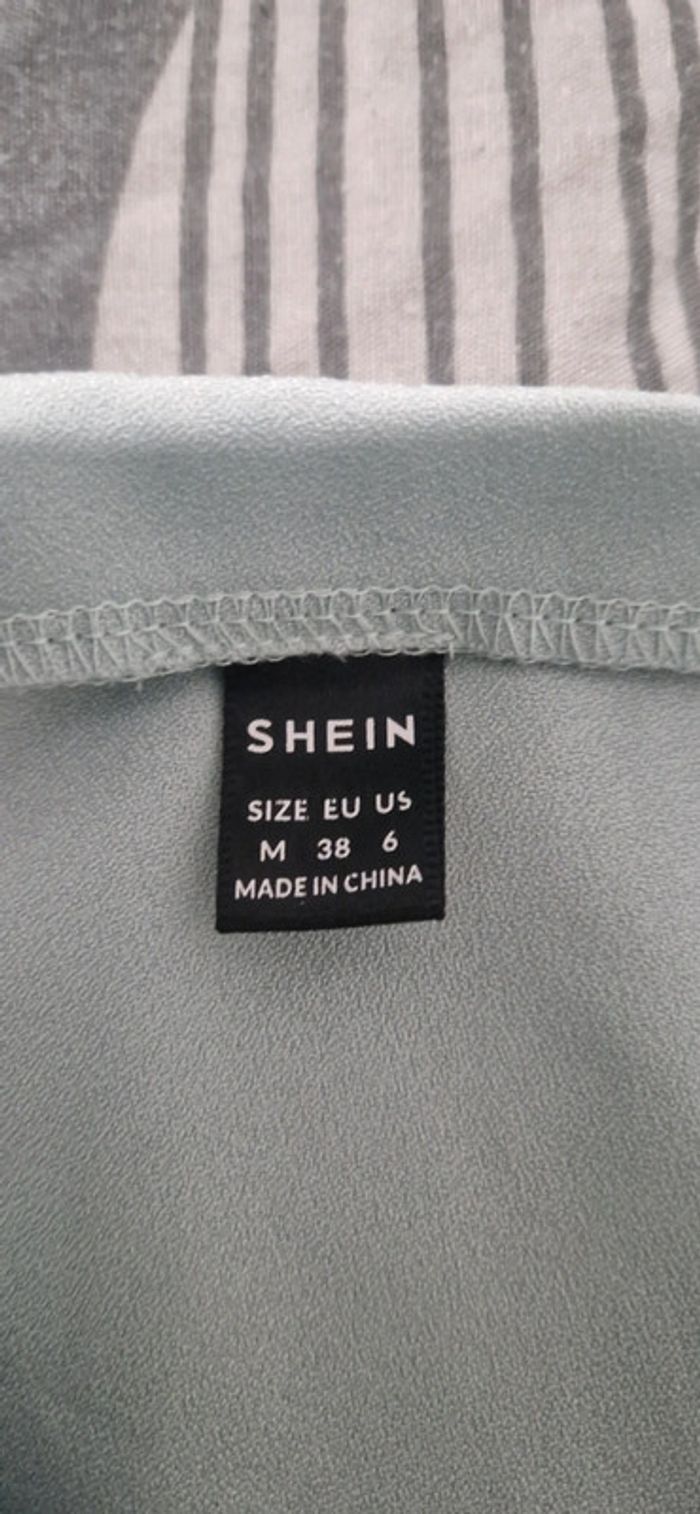 SHEIN
SIZE EU US
M 38 6
MADE IN CHINA